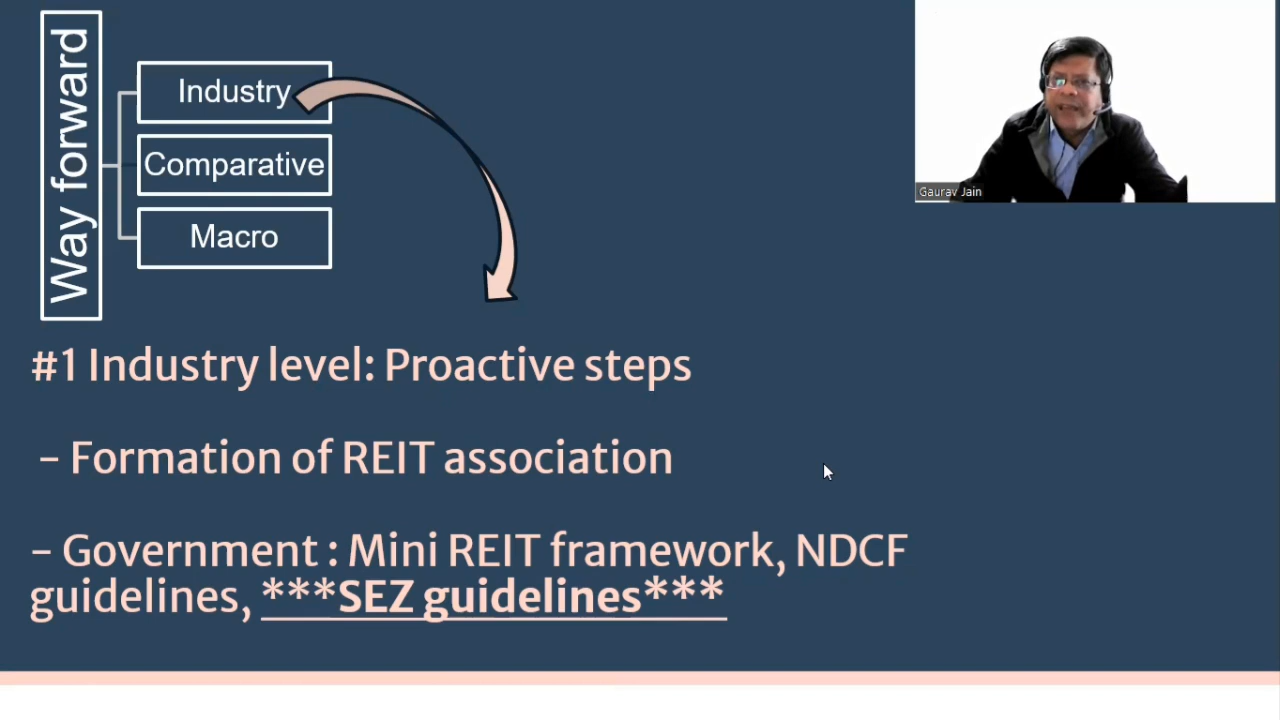 Way forward
Industry
Comparative
Macro
Gaurav Jain
#1 Industry level: Proactive steps
– Formation of REIT association
– Government : Mini REIT framework, NDCF
guidelines, ***SEZ guidelines***